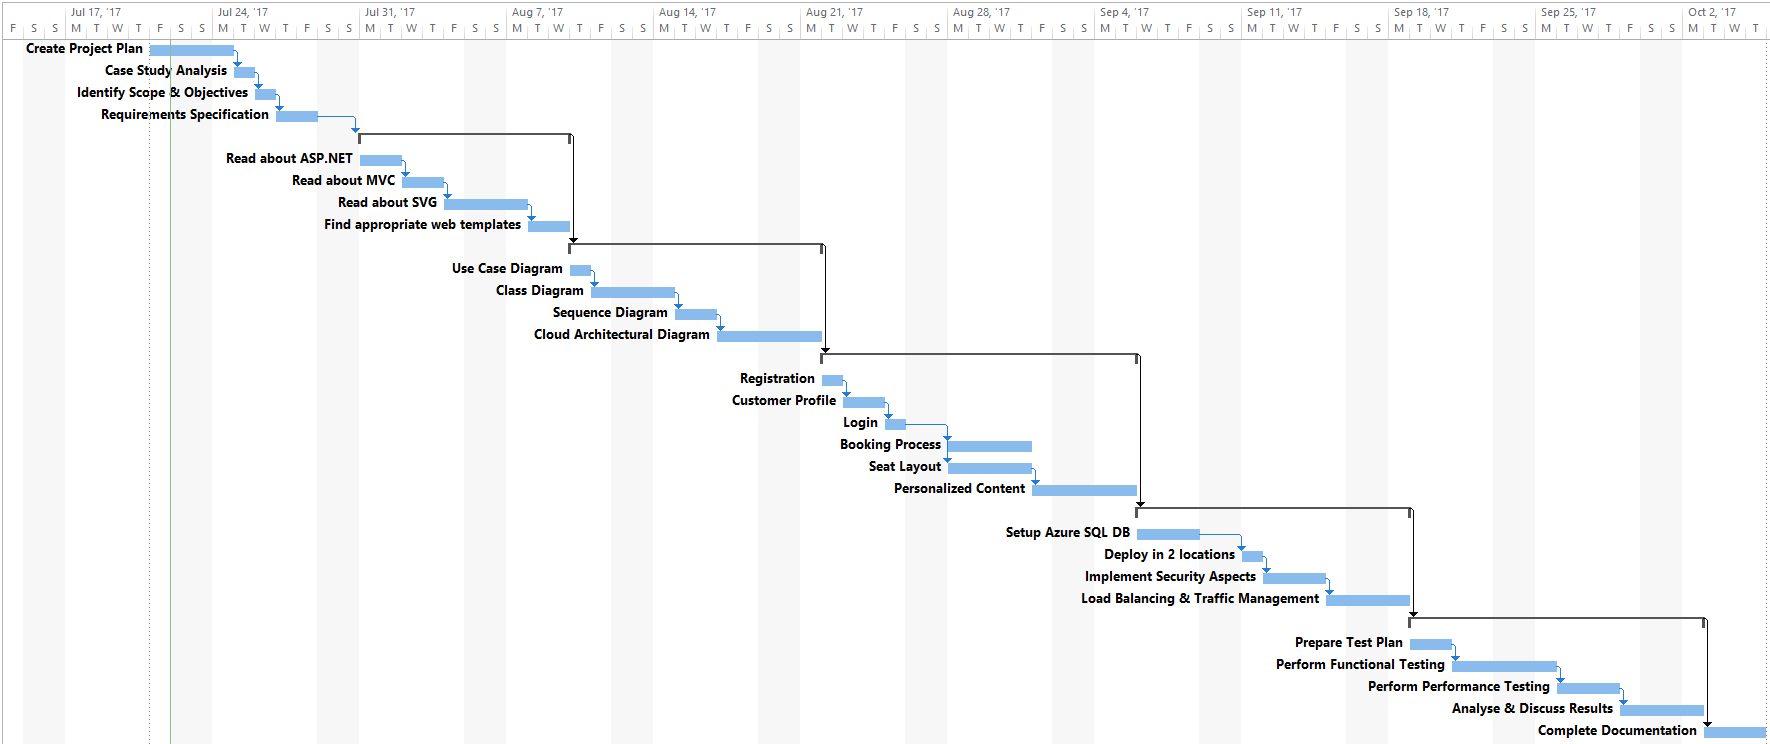 Jul 17, '17 Jul 24, '17 Jul 31, '17 Aug 7, '17 Aug 14, '17 Aug 21, '17 Aug 28, '17 Sep 4, '17 Sep 11, '17 Sep 18, '17 Sep 25, '17 Oct 2, '17
F S S M T W T F S S M T W T F S S M T W T F S S M T W T F S S M T W T F S S M T W T F S S M T W T F S S M T W T F S S M T W T F S S M T W T F S S M T W T F S S M T W T
Create Project Plan
Case Study Analysis
Identify Scope & Objectives
Requirements Specification
Read about ASP.NET
Read about MVC
Read about SVG
Find appropriate web templates
Use Case Diagram
Class Diagram
Sequence Diagram
Cloud Architectural Diagram
Registration
Customer Profile
Login
Booking Process
Seat Layout
Personalized Content
Setup Azure SQL DB
Deploy in 2 locations
Implement Security Aspects
Load Balancing & Traffic Management
Prepare Test Plan
Perform Functional Testing
Perform Performance Testing
Analyse & Discuss Results
Complete Documentation